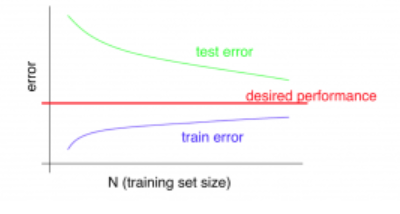 test error
error
desired performance
train error
N (training set size)